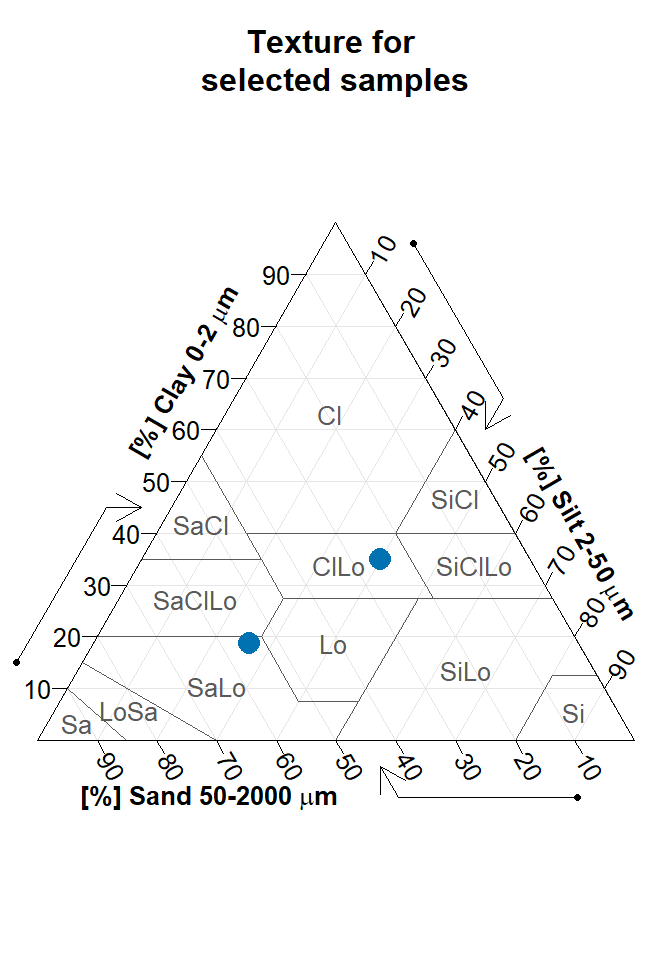 Texture for
selected samples
10
90
20
80
30
70
[%] Clay 0-2 μm
40
Cl
60
50
[%] Silt 2-50 μm
50
SiCl
60
SaCl
40
70
ClLo
SiClLo
30
SaClLo
80
20
Lo
90
SiLo
10
SaLo
LoSa
Si
Sa
90
80
70
60
50
40
30
20
10
[%] Sand 50-2000 μm